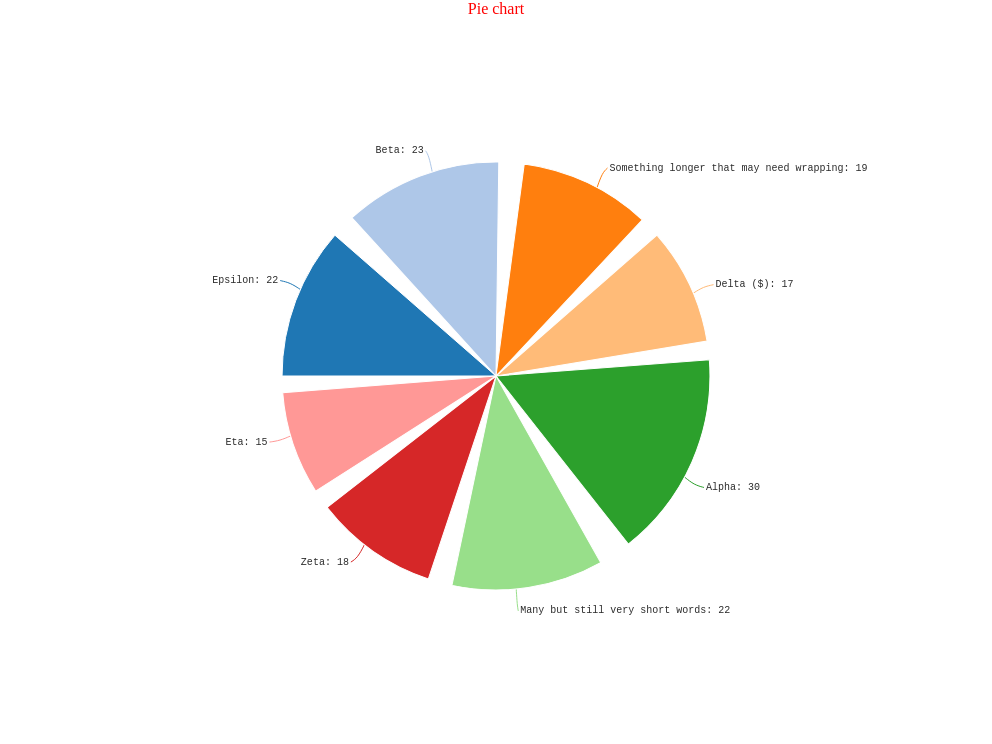 Pie chart
Beta: 23
Something longer that may need wrapping: 19
Epsilon: 22
Delta ($): 17
Eta: 15
Alpha: 30
Zeta: 18
Many but still very short words: 22